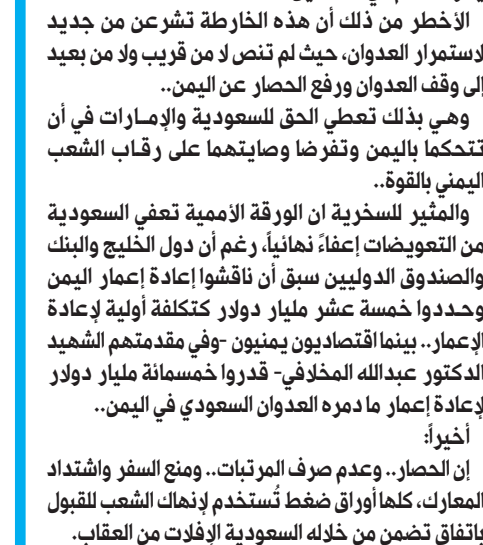 الأخطر من ذلك أن هذه الخارطة تشرعن من جديد
لاستمرار العدوان، حيث لم تنص لا من قريب ولا من بعيد
إلى وقف العدوان ورفع الحصار عن اليمن..
وهـي بذلك تعطي الحق للسعودية والإمـارات في أن
تتحكما باليمن وتفرضا وصايتهما على رقـاب الشعب
اليمني بالقوة..
والمثير للسخرية ان الورقة الأممية تعفي السعودية
من التعويضات إعفاءً نهائياً، رغم أن دول الخليج والبنك
والصندوق الدوليين سبق أن ناقشوا إعادة إعمار اليمن
وحـددوا خمسة عشر مليار دولار كتكلفة أولية لإعادة
الإعمار.. بينما اقتصاديون يمنيون -وفي مقدمتهم الشهيد
الدكتور عبدالله المخلافي- قدروا خمسمائة مليار دولار
لإعادة إعمار ما دمره العدوان السعودي في اليمن..
أخيراً:
إن الحصار.. وعدم صرف المرتبات.. ومنع السفر واشتداد
المعارك، كلها أوراق ضغط تُستخدم لإنهاك الشعب للقبول
باتفاق تضمن من خلاله السعودية الإفلات من العقاب.